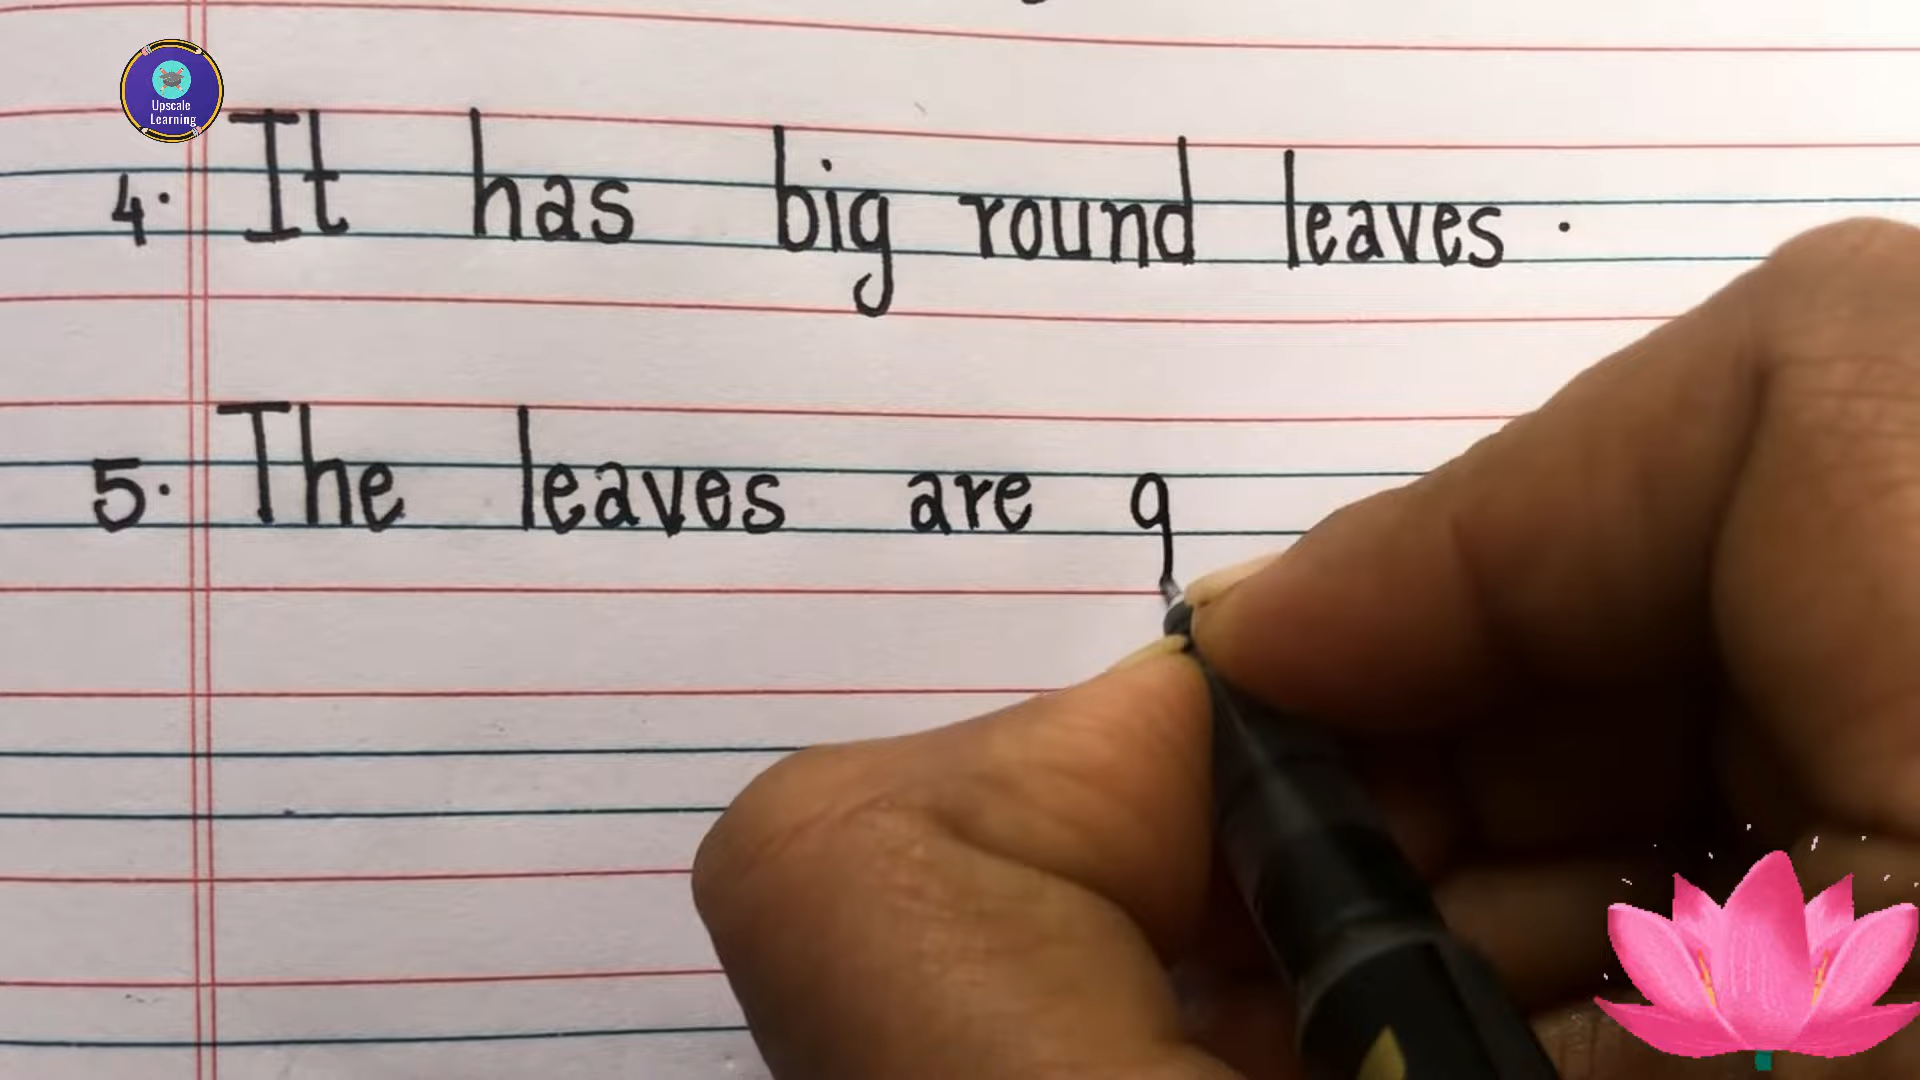 Upscale
Learning
4. It has big round leaves.
5. The leaves are g